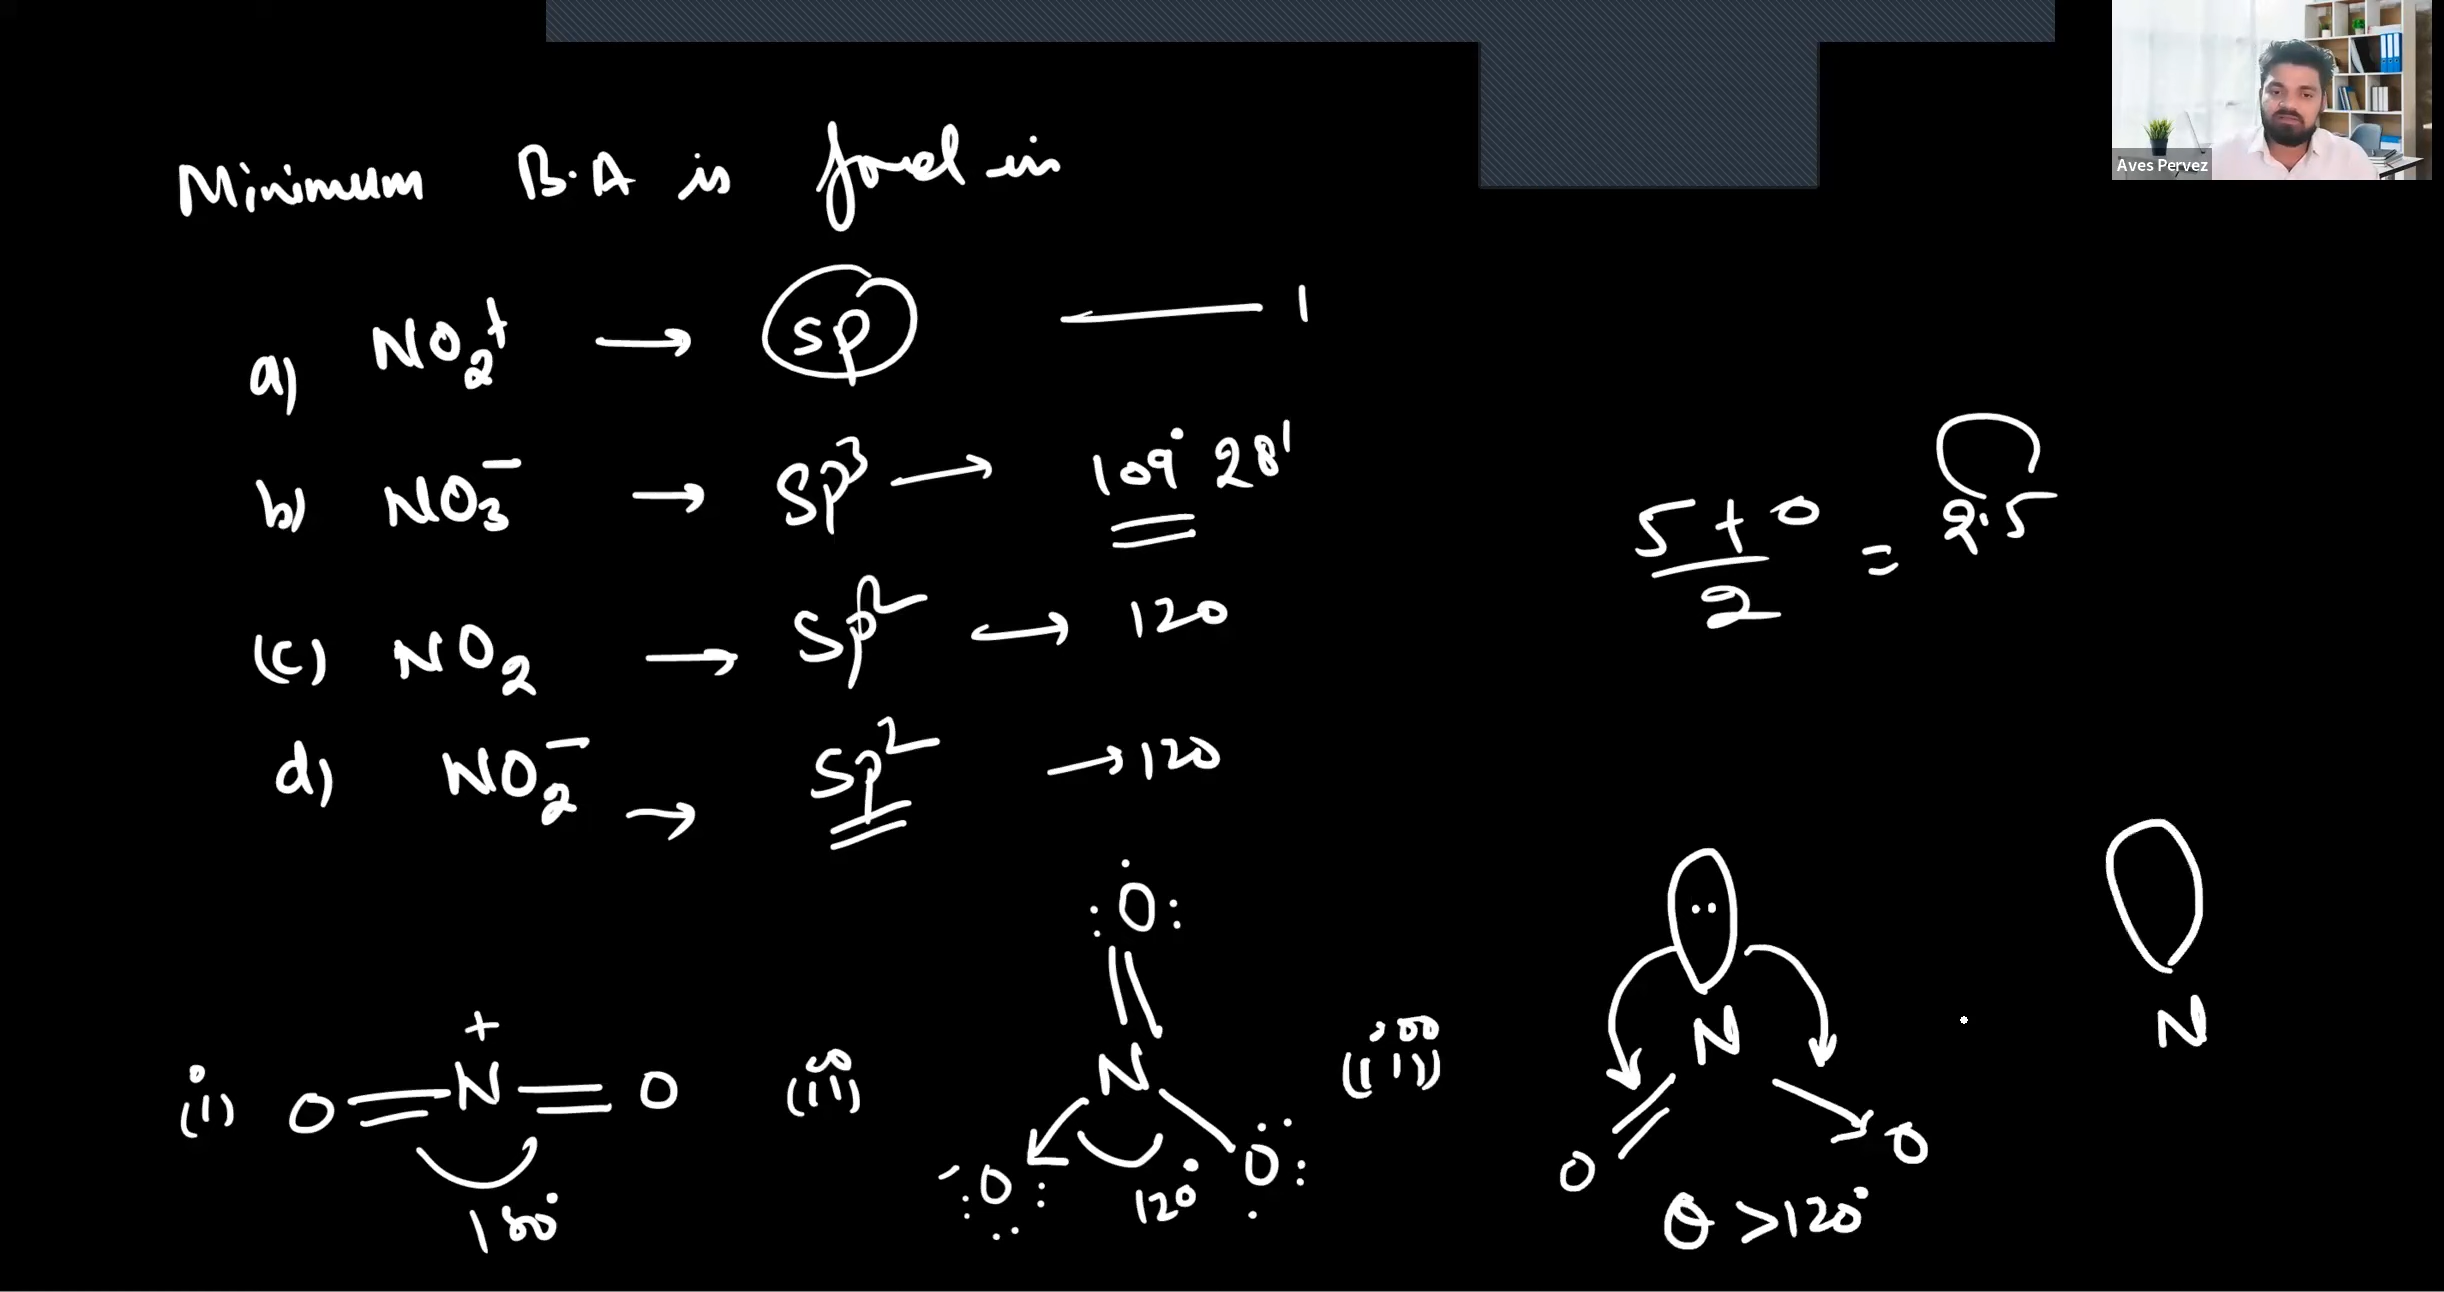 Minimum B.A is found in
a) NO₂⁺ → sp — 1
b) NO₃⁻ → Sp³ → 109° 28'
(c) NO₂ → Sp² → 120
d) NO₂⁻ → Sp² → 120
5 + 0 / 2 = 2.5
(i) O = N⁺ = O
180°
(ii) :O:
N
:O: O:
120°
(iii) N
O O
θ > 120°
N
Aves Pervez